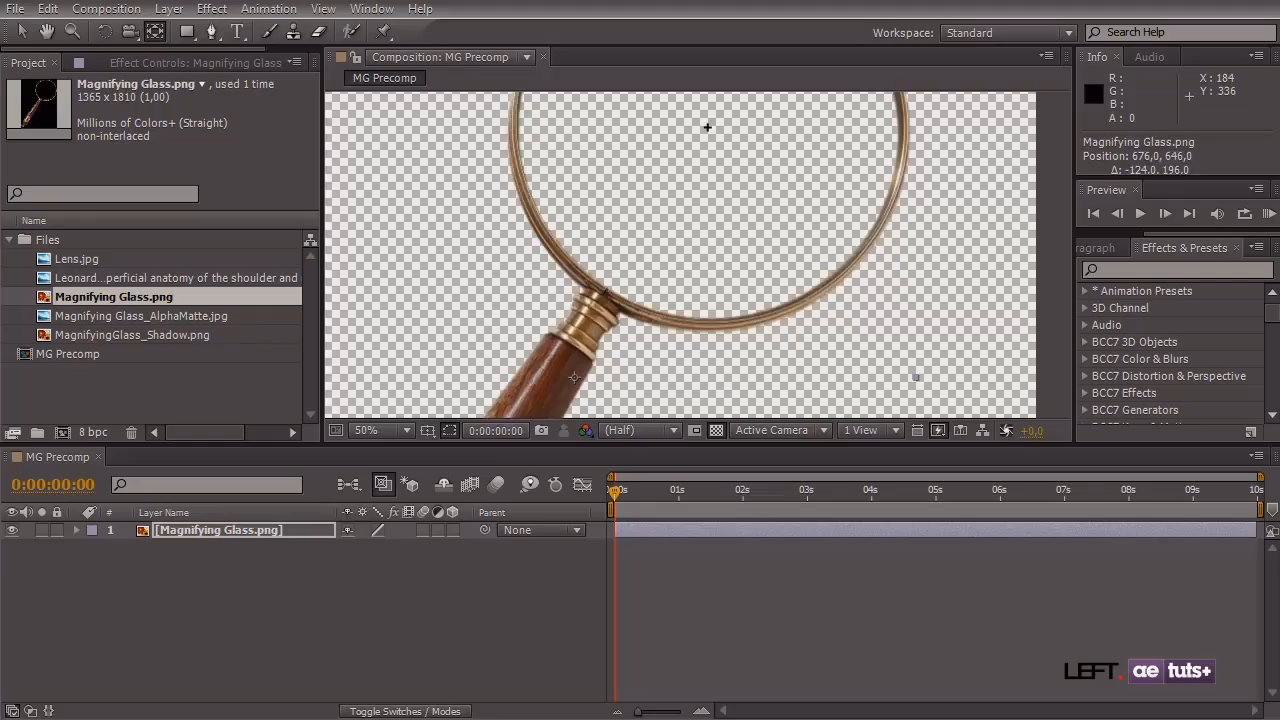 File Edit Composition Layer Effect Animation View Window Help
Workspace: Standard Search Help
Project Effect Controls: Magnifying Glass Composition: MG Precomp Info Audio
MG Precomp
Magnifying Glass.png , used 1 time
1365 x 1810 (1,00)
Millions of Colors+ (Straight)
non-interlaced
R :
G :
B :
A : 0
X : 184
Y : 336
Magnifying Glass.png
Position: 676,0, 646,0
Δ: -124,0, 196,0
Preview
aragraph Effects & Presets
Name
Files
Lens.jpg
Leonard...perficial anatomy of the shoulder and
Magnifying Glass.png
Magnifying Glass_AlphaMatte.jpg
MagnifyingGlass_Shadow.png
MG Precomp
* Animation Presets
3D Channel
Audio
BCC7 3D Objects
BCC7 Color & Blurs
BCC7 Distortion & Perspective
BCC7 Effects
BCC7 Generators
8 bpc
50% 0:00:00:00 (Half) Active Camera 1 View +0,0
MG Precomp
0:00:00:00
00s 01s 02s 03s 04s 05s 06s 07s 08s 09s 10s
# Layer Name Parent
1 [Magnifying Glass.png] None
LEFT. ae tuts+
Toggle Switches / Modes